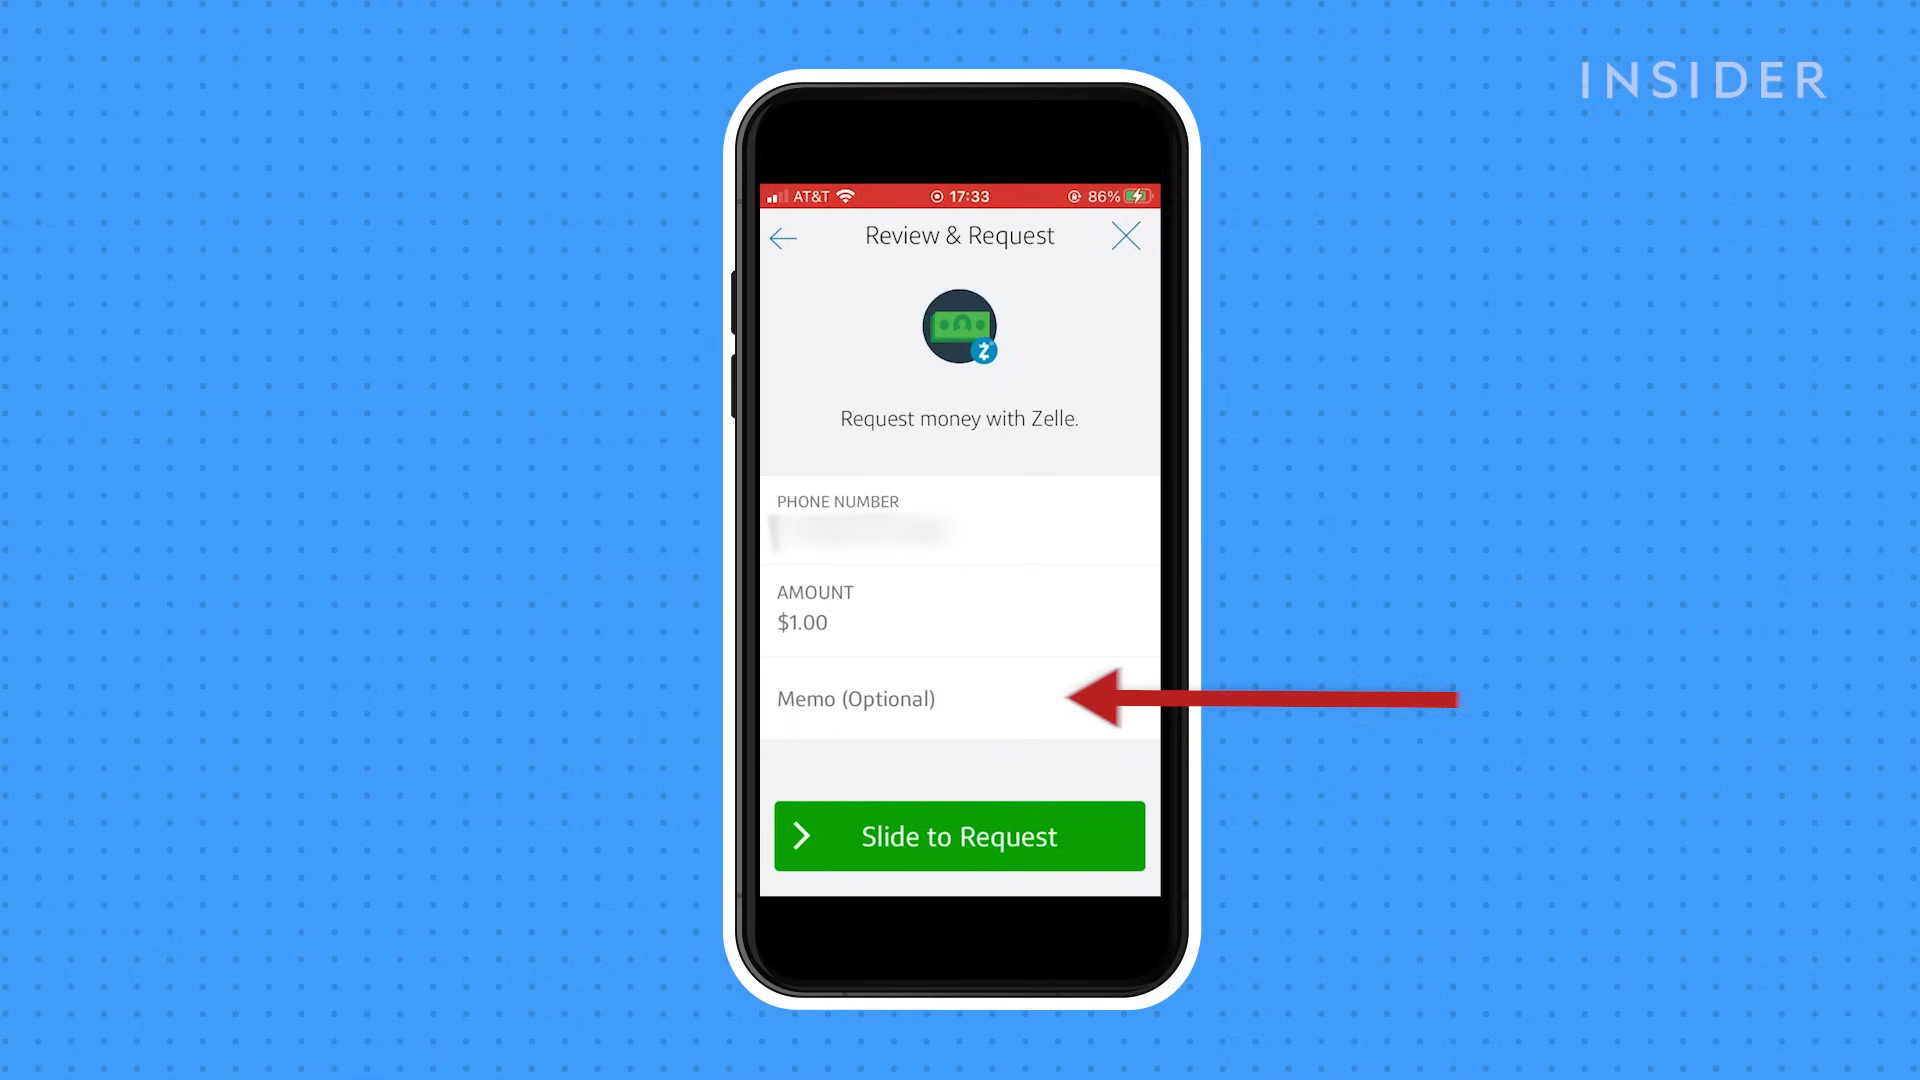 INSIDER
AT&T 17:33 86%
Review & Request
Request money with Zelle.
PHONE NUMBER
AMOUNT
$1.00
Memo (Optional)
Slide to Request